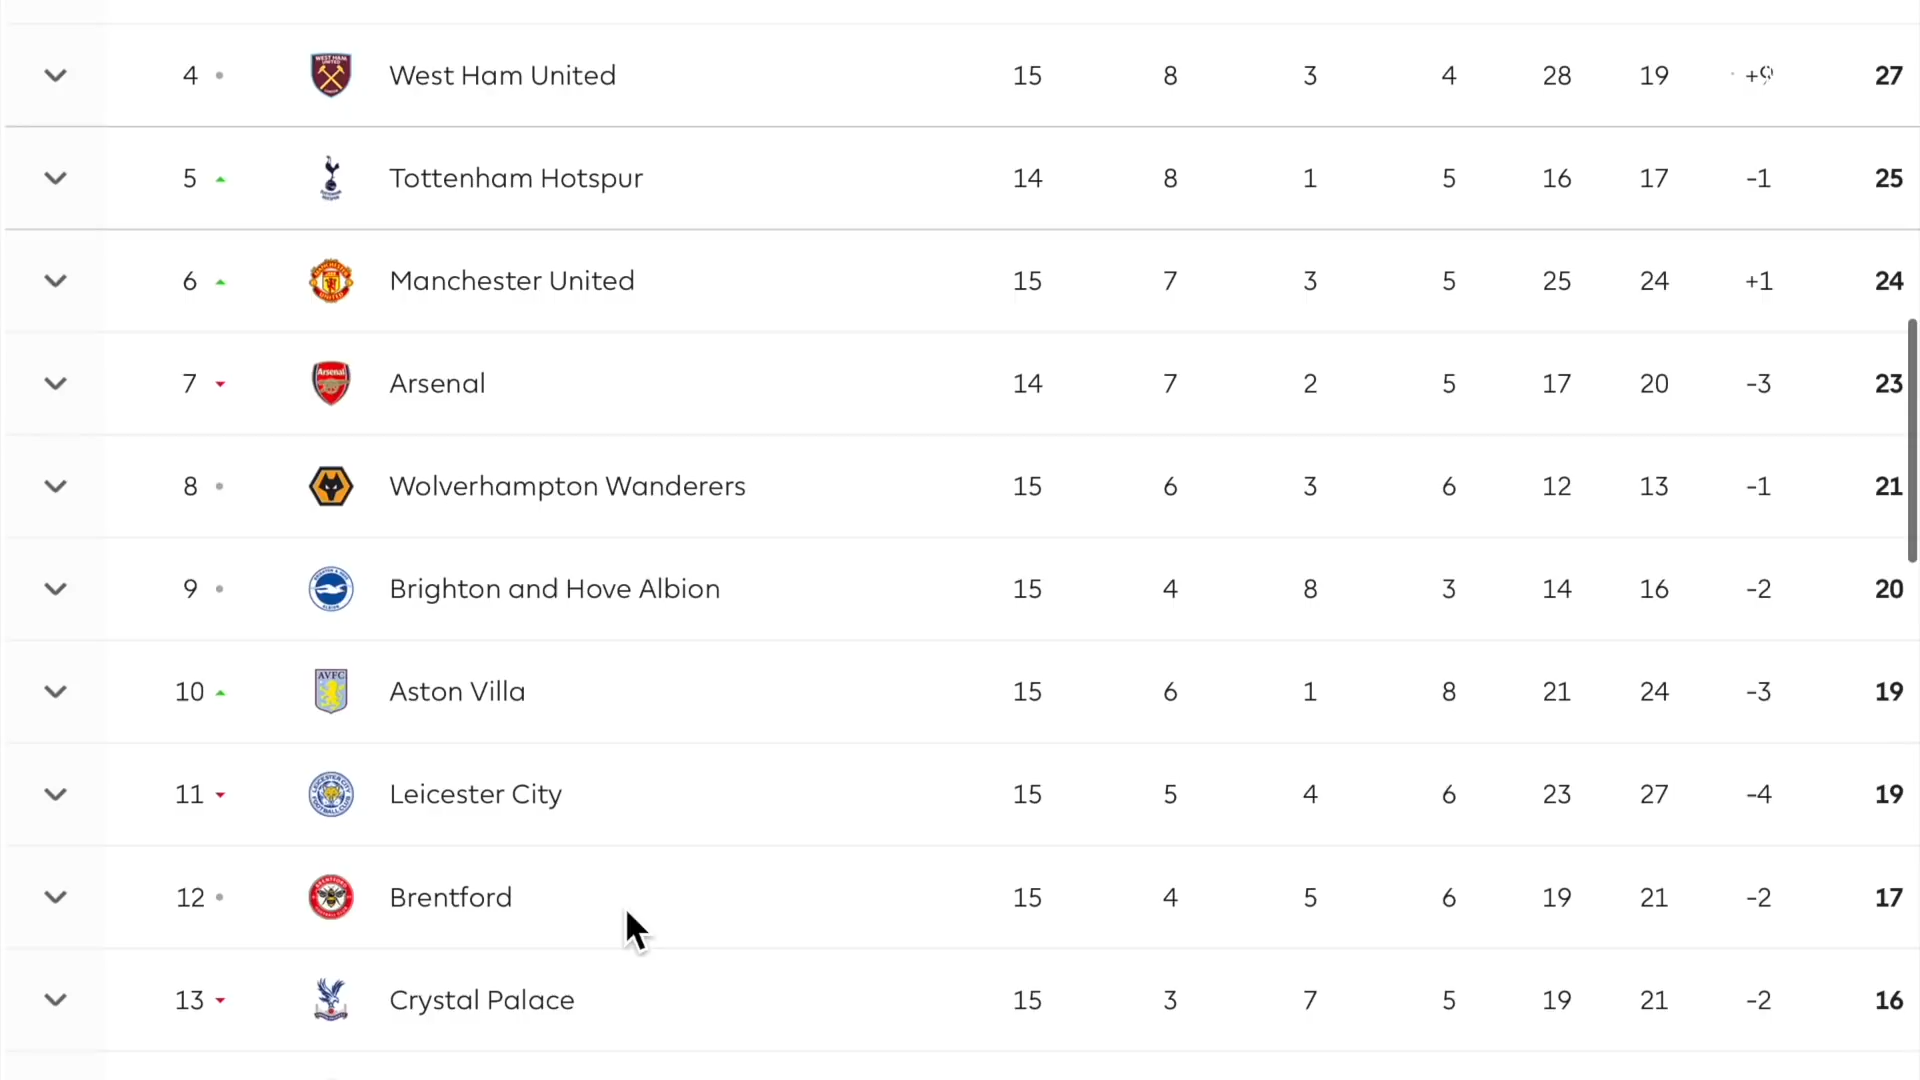 4 West Ham United 15 8 3 4 28 19 +9 27
5 Tottenham Hotspur 14 8 1 5 16 17 -1 25
6 Manchester United 15 7 3 5 25 24 +1 24
7 Arsenal 14 7 2 5 17 20 -3 23
8 Wolverhampton Wanderers 15 6 3 6 12 13 -1 21
9 Brighton and Hove Albion 15 4 8 3 14 16 -2 20
10 Aston Villa 15 6 1 8 21 24 -3 19
11 Leicester City 15 5 4 6 23 27 -4 19
12 Brentford 15 4 5 6 19 21 -2 17
13 Crystal Palace 15 3 7 5 19 21 -2 16